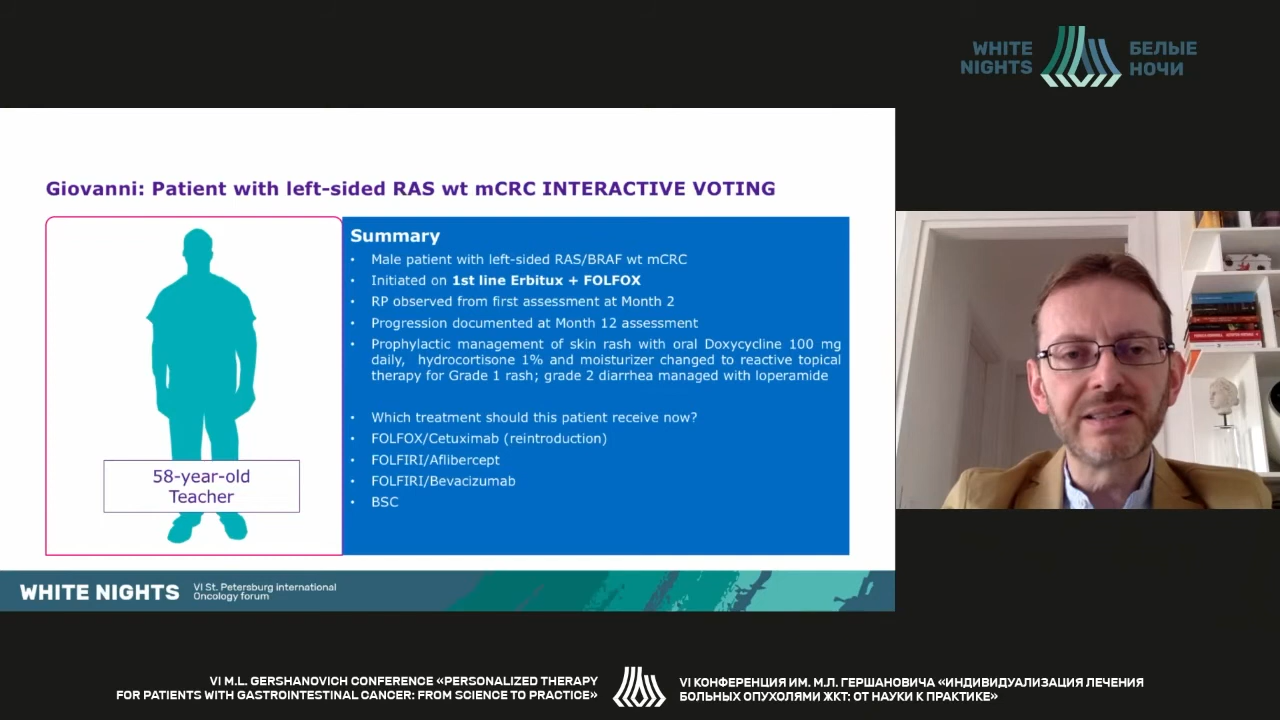 WHITE
NIGHTS
БЕЛЫЕ
НОЧИ
Giovanni: Patient with left-sided RAS wt mCRC INTERACTIVE VOTING
58-year-old
Teacher
Summary
• Male patient with left-sided RAS/BRAF wt mCRC
• Initiated on 1st line Erbitux + FOLFOX
• RP observed from first assessment at Month 2
• Progression documented at Month 12 assessment
• Prophylactic management of skin rash with oral Doxycycline 100 mg
daily, hydrocortisone 1% and moisturizer changed to reactive topical
therapy for Grade 1 rash; grade 2 diarrhea managed with loperamide
• Which treatment should this patient receive now?
• FOLFOX/Cetuximab (reintroduction)
• FOLFIRI/Aflibercept
• FOLFIRI/Bevacizumab
• BSC
WHITE NIGHTS
VI St. Petersburg international
Oncology forum
VI M.L. GERSHANOVICH CONFERENCE «PERSONALIZED THERAPY
FOR PATIENTS WITH GASTROINTESTINAL CANCER: FROM SCIENCE TO PRACTICE»
VI КОНФЕРЕНЦИЯ ИМ. М.Л. ГЕРШАНОВИЧА «ИНДИВИДУАЛИЗАЦИЯ ЛЕЧЕНИЯ
БОЛЬНЫХ ОПУХОЛЯМИ ЖКТ: ОТ НАУКИ К ПРАКТИКЕ»